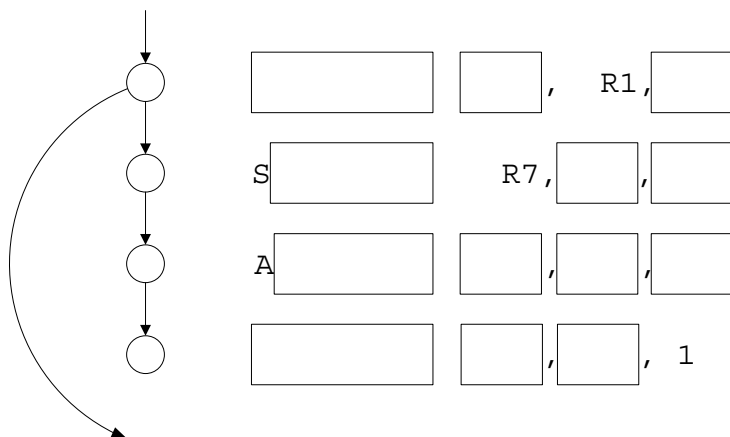 , R1,
S R7, ,
A , ,
, , 1